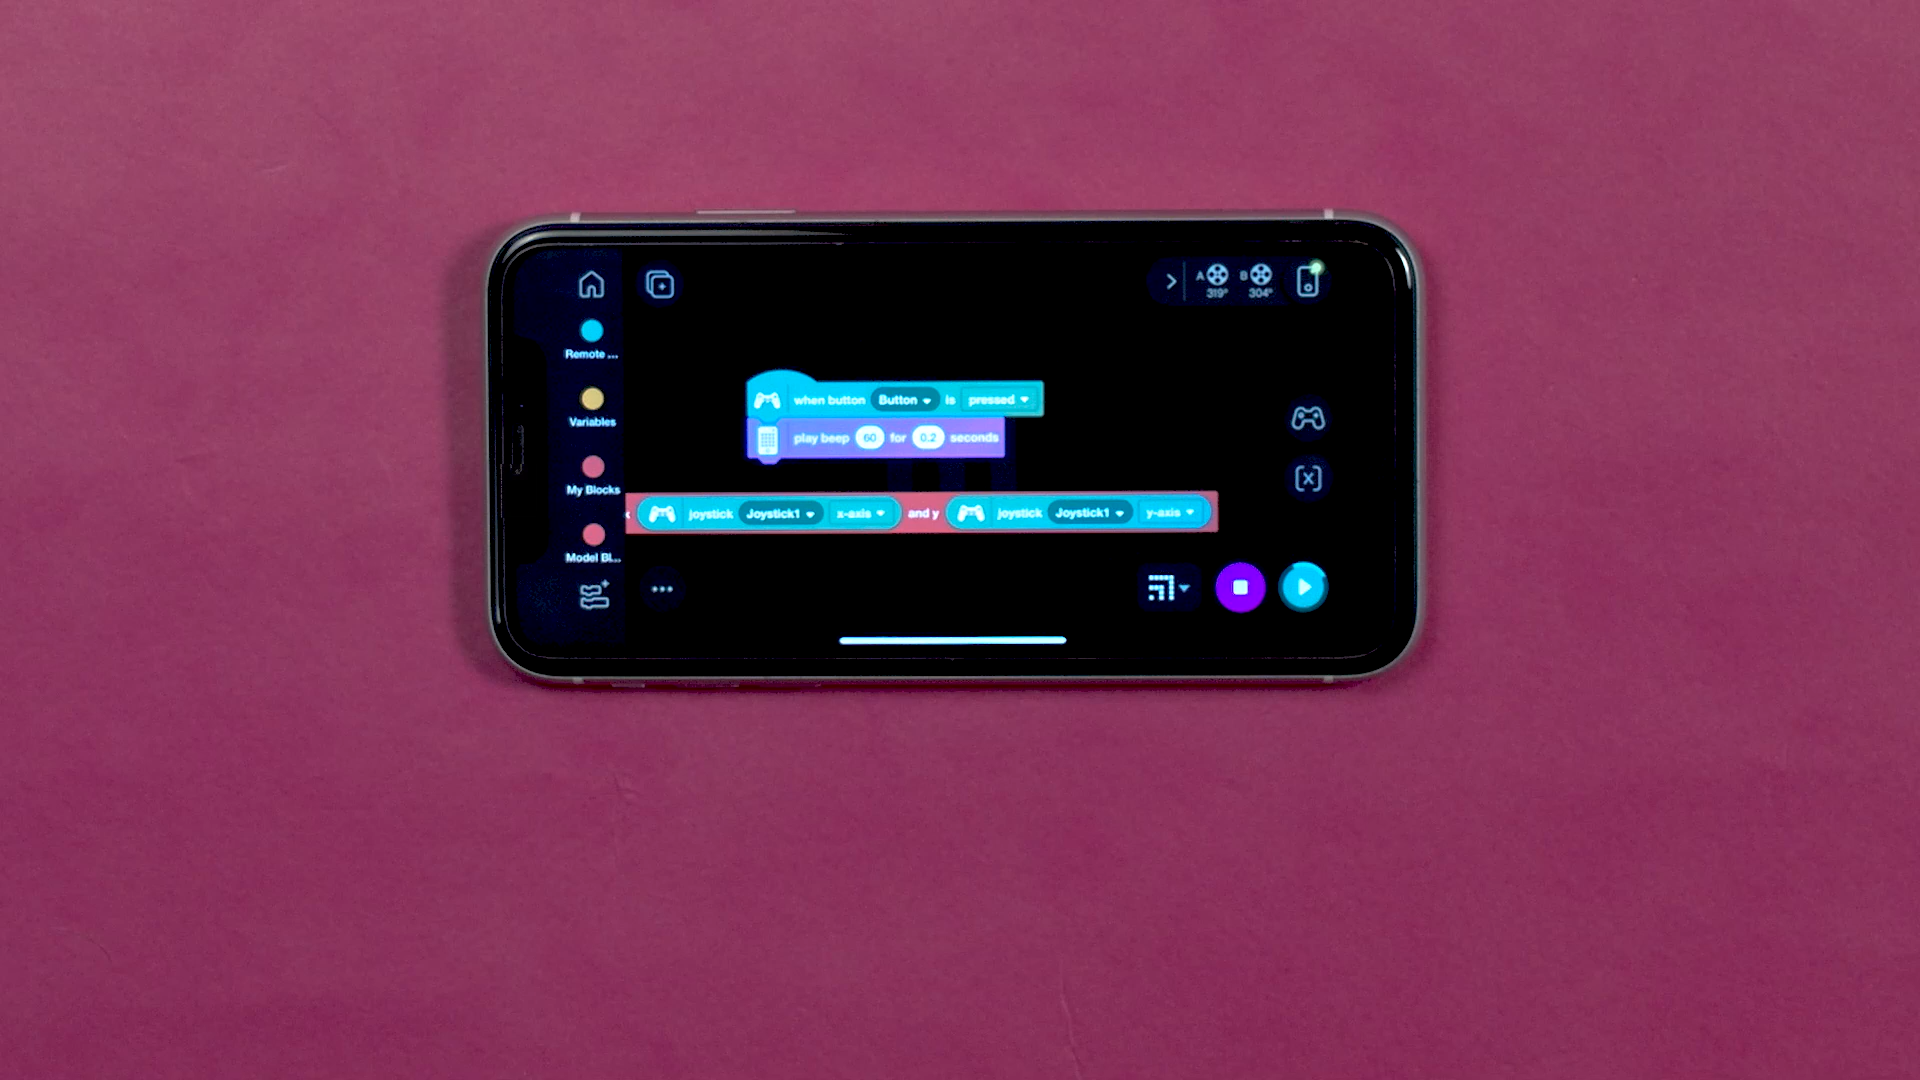 A
319°
B
304°
Remote ...
Variables
My Blocks
Model Bl...
when button Button is pressed
play beep 60 for 0.2 seconds
joystick Joystick1 x-axis and y joystick Joystick1 y-axis